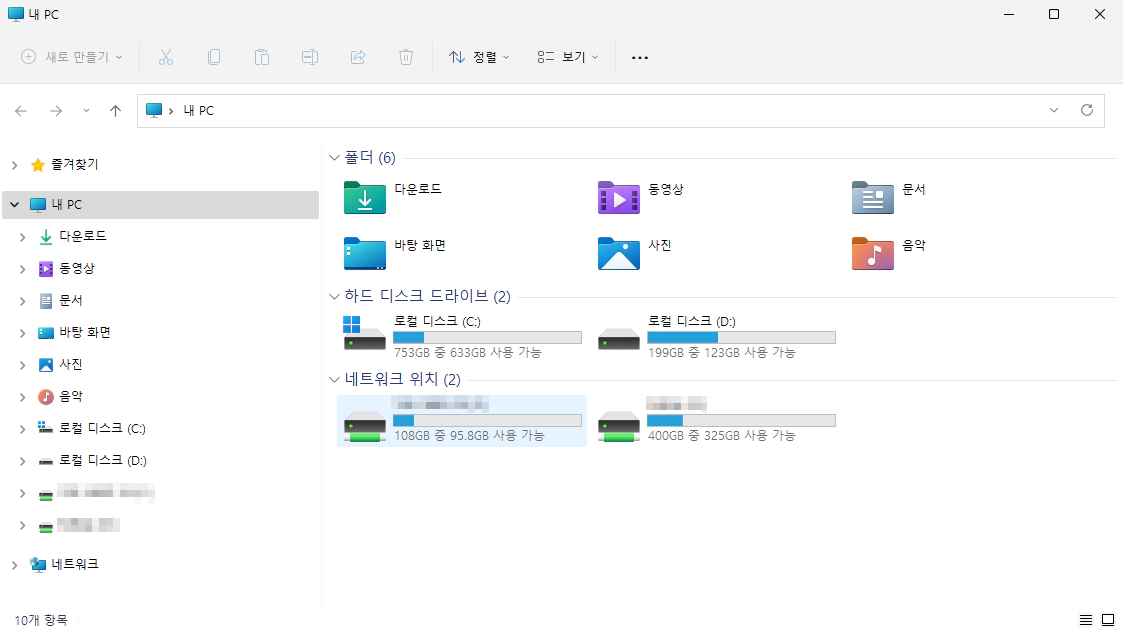 내 PC
새로 만들기
정렬
보기
내 PC
즐겨찾기
내 PC
다운로드
동영상
문서
바탕 화면
사진
음악
로컬 디스크 (C:)
로컬 디스크 (D:)
네트워크
폴더 (6)
다운로드
동영상
문서
바탕 화면
사진
음악
하드 디스크 드라이브 (2)
로컬 디스크 (C:)
753GB 중 633GB 사용 가능
로컬 디스크 (D:)
199GB 중 123GB 사용 가능
네트워크 위치 (2)
108GB 중 95.8GB 사용 가능
400GB 중 325GB 사용 가능
10개 항목